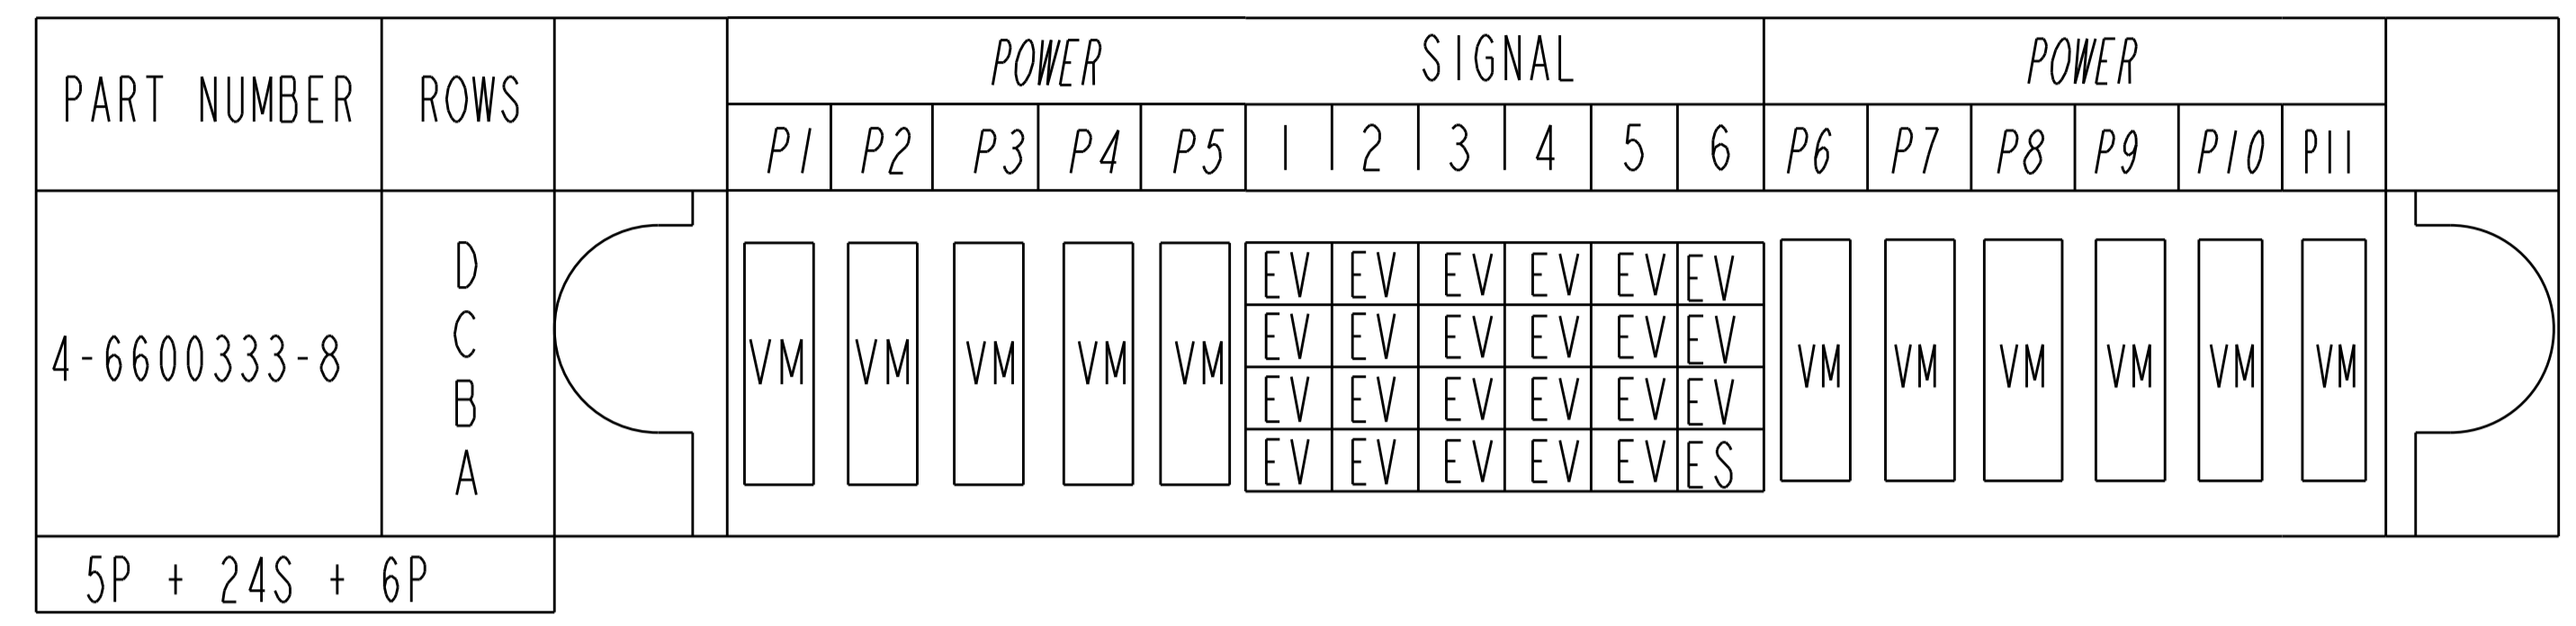 PART NUMBER ROWS POWER SIGNAL POWER
P1 P2 P3 P4 P5 1 2 3 4 5 6 P6 P7 P8 P9 P10 P11
D EV EV EV EV EV EV
C EV EV EV EV EV EV
4-6600333-8 VM VM VM VM VM VM VM VM VM VM VM
B EV EV EV EV EV EV
A EV EV EV EV EV ES
5P + 24S + 6P